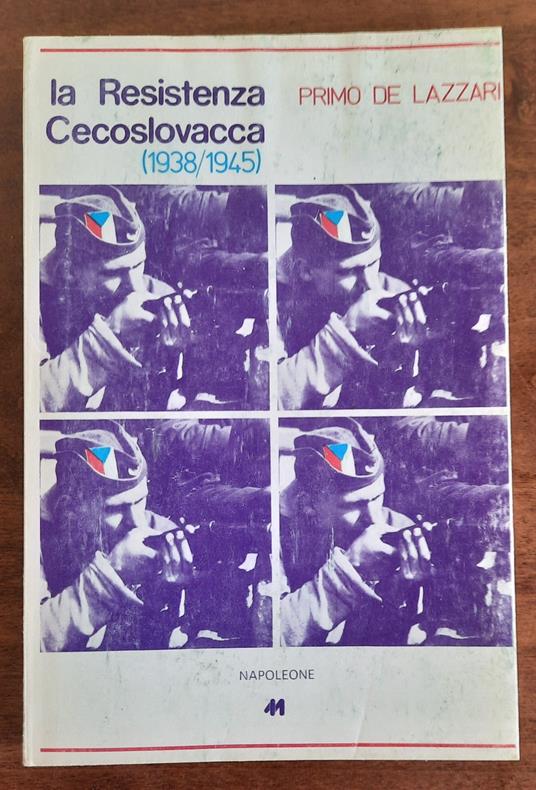 la Resistenza
Cecoslovacca
(1938/1945)
PRIMO DE LAZZARI
NAPOLEONE